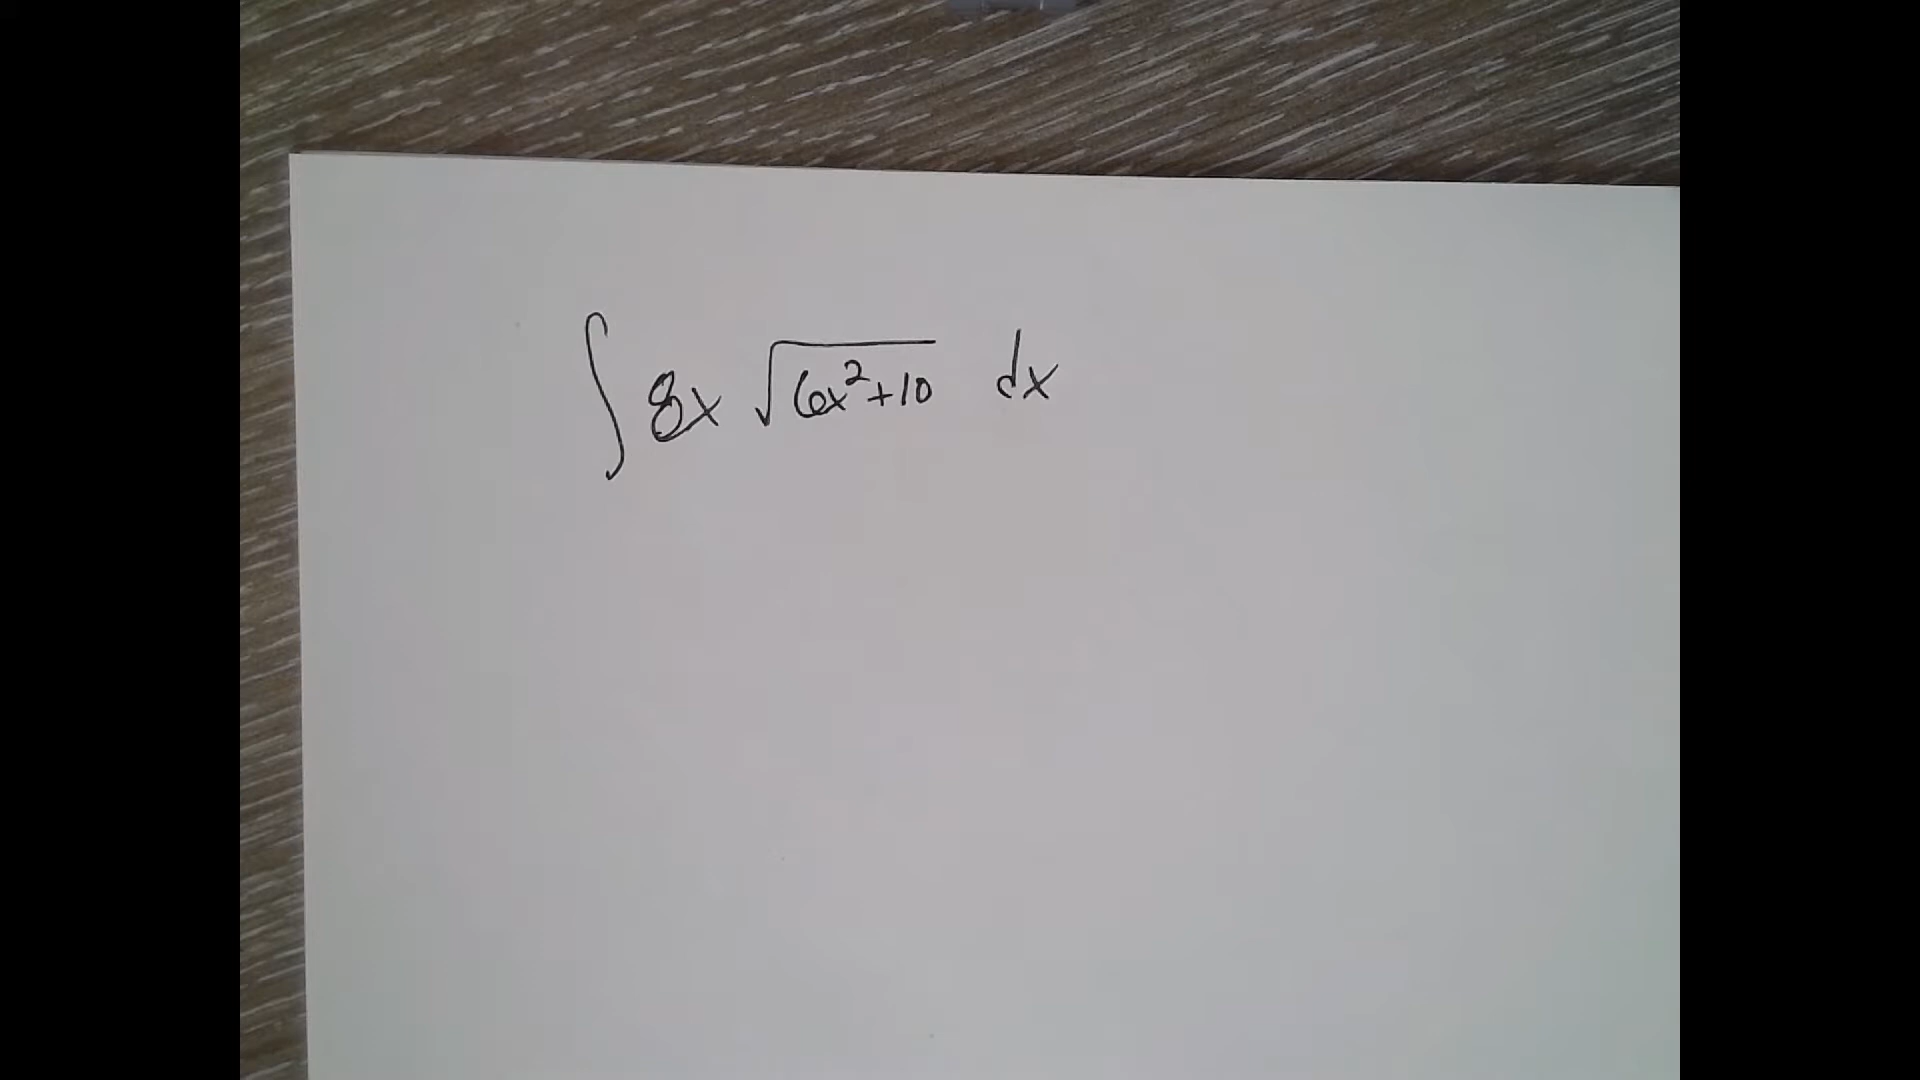 ∫ 8x √(6x²+10) dx